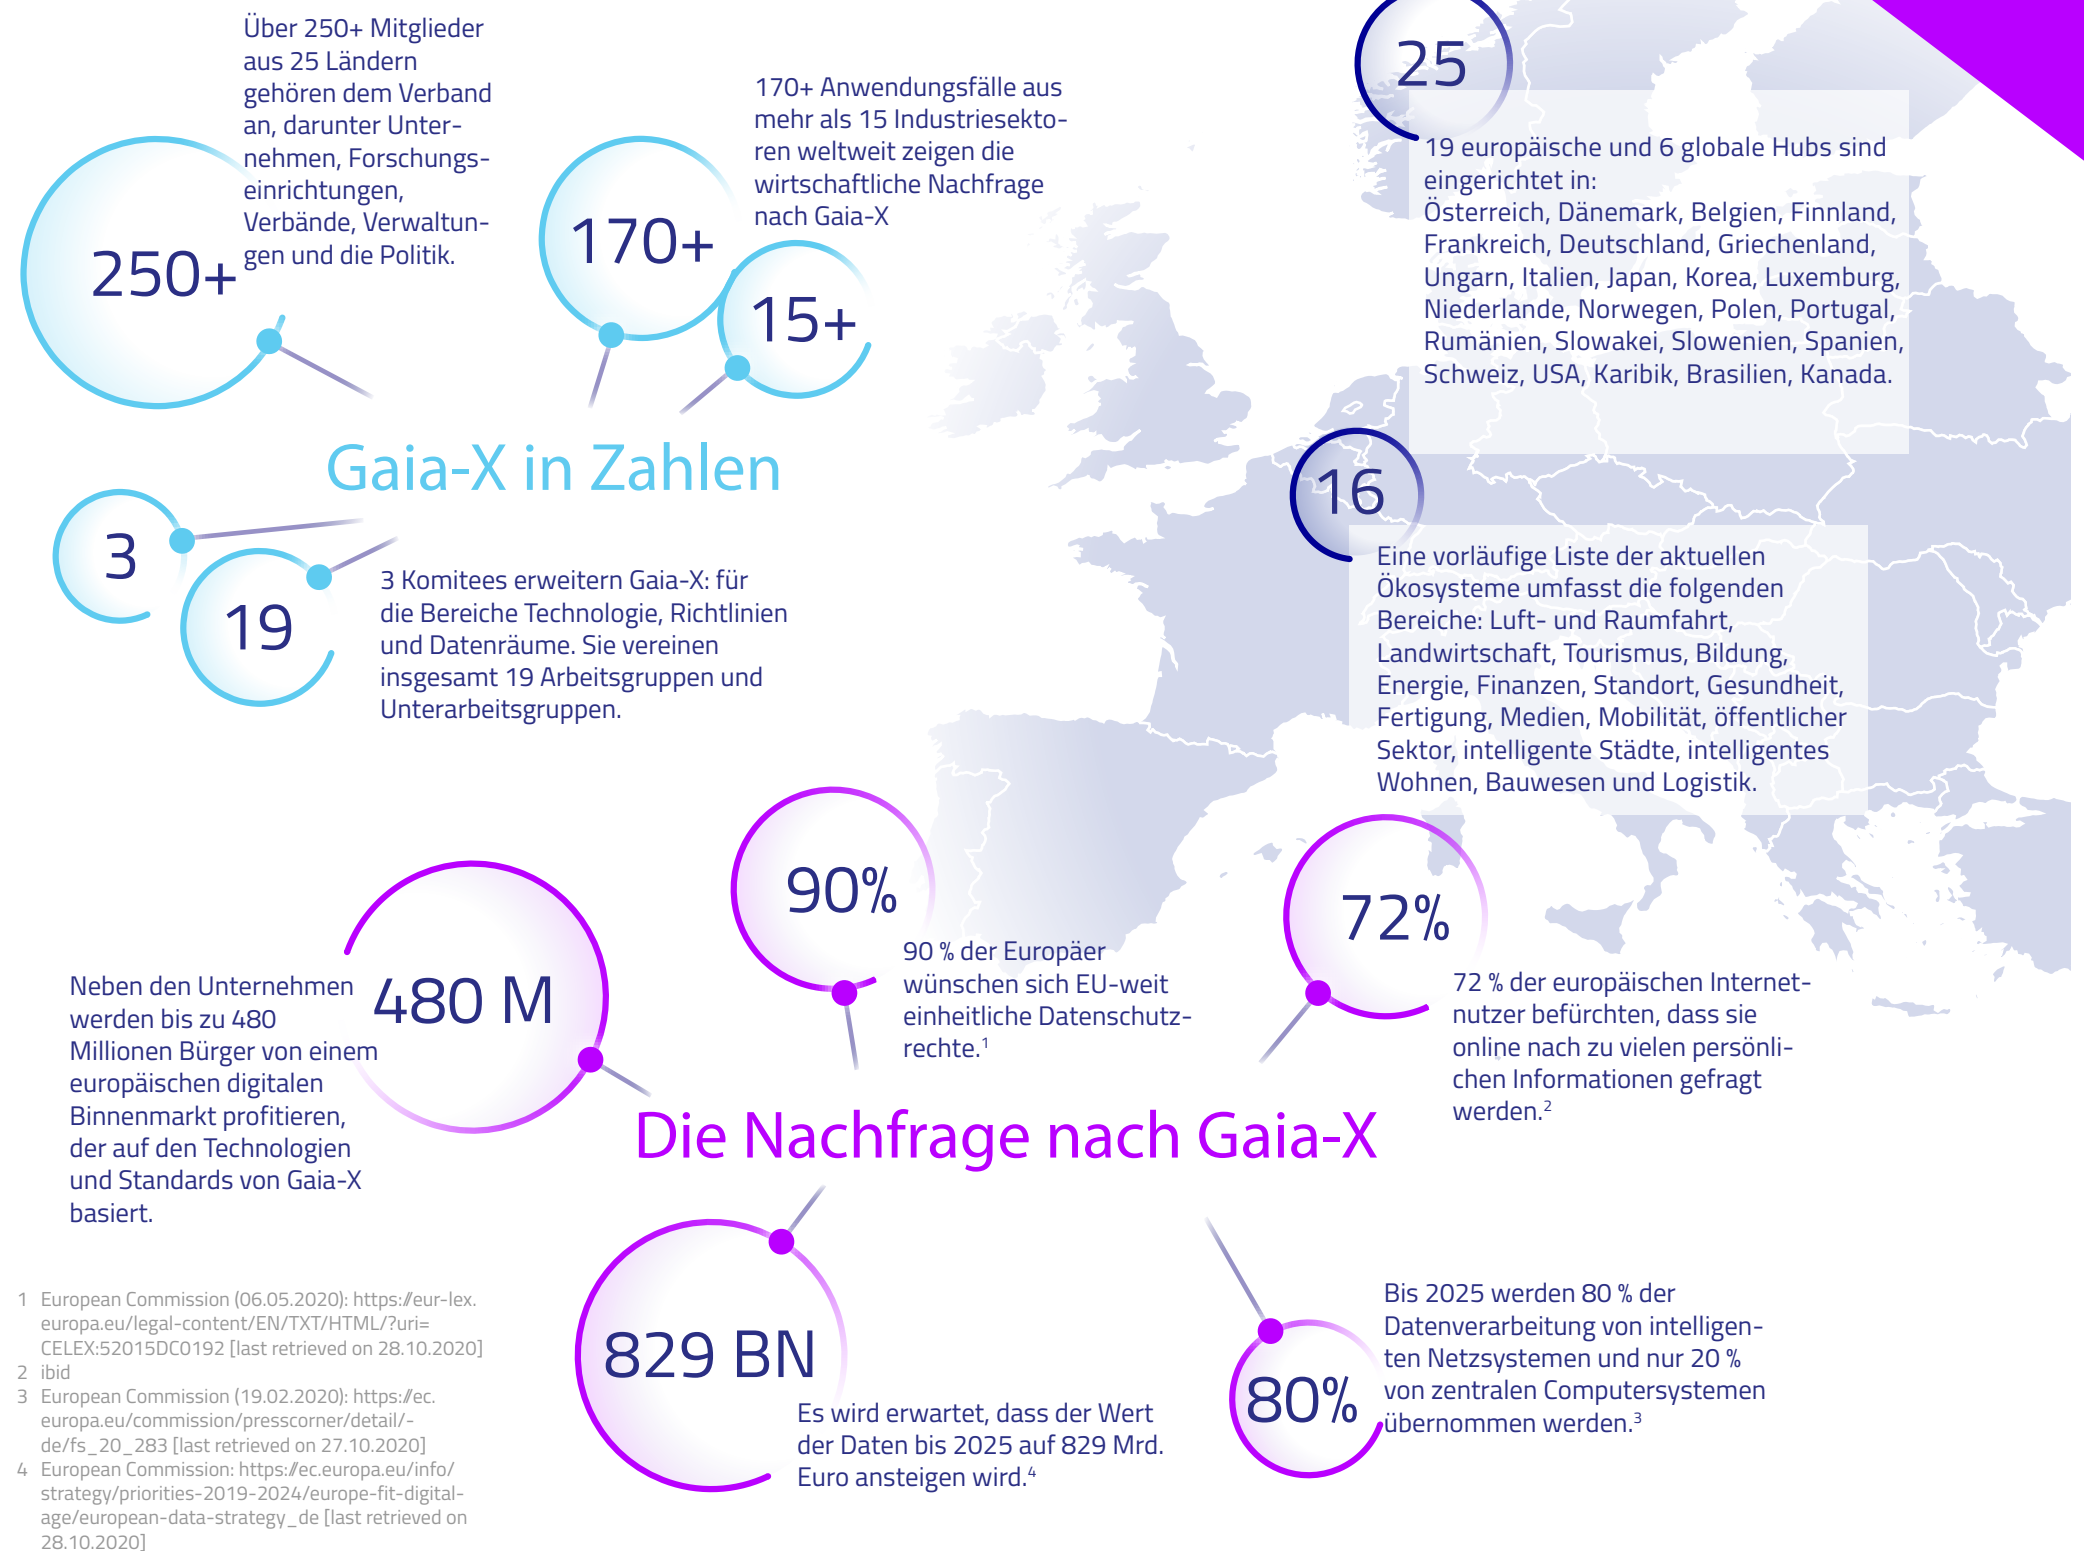 Über 250+ Mitglieder
aus 25 Ländern
gehören dem Verband
an, darunter Unter-
nehmen, Forschungs-
einrichtungen,
Verbände, Verwaltun-
gen und die Politik.
250+
170+ Anwendungsfälle aus
mehr als 15 Industriesekto-
ren weltweit zeigen die
wirtschaftliche Nachfrage
nach Gaia-X
170+
15+
25
19 europäische und 6 globale Hubs sind
eingerichtet in:
Österreich, Dänemark, Belgien, Finnland,
Frankreich, Deutschland, Griechenland,
Ungarn, Italien, Japan, Korea, Luxemburg,
Niederlande, Norwegen, Polen, Portugal,
Rumänien, Slowakei, Slowenien, Spanien,
Schweiz, USA, Karibik, Brasilien, Kanada.
Gaia-X in Zahlen
3
19
3 Komitees erweitern Gaia-X: für
die Bereiche Technologie, Richtlinien
und Datenräume. Sie vereinen
insgesamt 19 Arbeitsgruppen und
Unterarbeitsgruppen.
16
Eine vorläufige Liste der aktuellen
Ökosysteme umfasst die folgenden
Bereiche: Luft- und Raumfahrt,
Landwirtschaft, Tourismus, Bildung,
Energie, Finanzen, Standort, Gesundheit,
Fertigung, Medien, Mobilität, öffentlicher
Sektor, intelligente Städte, intelligentes
Wohnen, Bauwesen und Logistik.
480 M
Neben den Unternehmen
werden bis zu 480
Millionen Bürger von einem
europäischen digitalen
Binnenmarkt profitieren,
der auf den Technologien
und Standards von Gaia-X
basiert.
90%
90 % der Europäer
wünschen sich EU-weit
einheitliche Datenschutz-
rechte.1
72%
72 % der europäischen Internet-
nutzer befürchten, dass sie
online nach zu vielen persönli-
chen Informationen gefragt
werden.2
Die Nachfrage nach Gaia-X
829 BN
Es wird erwartet, dass der Wert
der Daten bis 2025 auf 829 Mrd.
Euro ansteigen wird.4
80%
Bis 2025 werden 80 % der
Datenverarbeitung von intelligen-
ten Netzsystemen und nur 20 %
von zentralen Computersystemen
übernommen werden.3
1 European Commission (06.05.2020): https://eur-lex.
europa.eu/legal-content/EN/TXT/HTML/?uri=
CELEX:52015DC0192 [last retrieved on 28.10.2020]
2 ibid
3 European Commission (19.02.2020): https://ec.
europa.eu/commission/presscorner/detail/-
de/fs_20_283 [last retrieved on 27.10.2020]
4 European Commission: https://ec.europa.eu/info/
strategy/priorities-2019-2024/europe-fit-digital-
age/european-data-strategy_de [last retrieved on
28.10.2020]